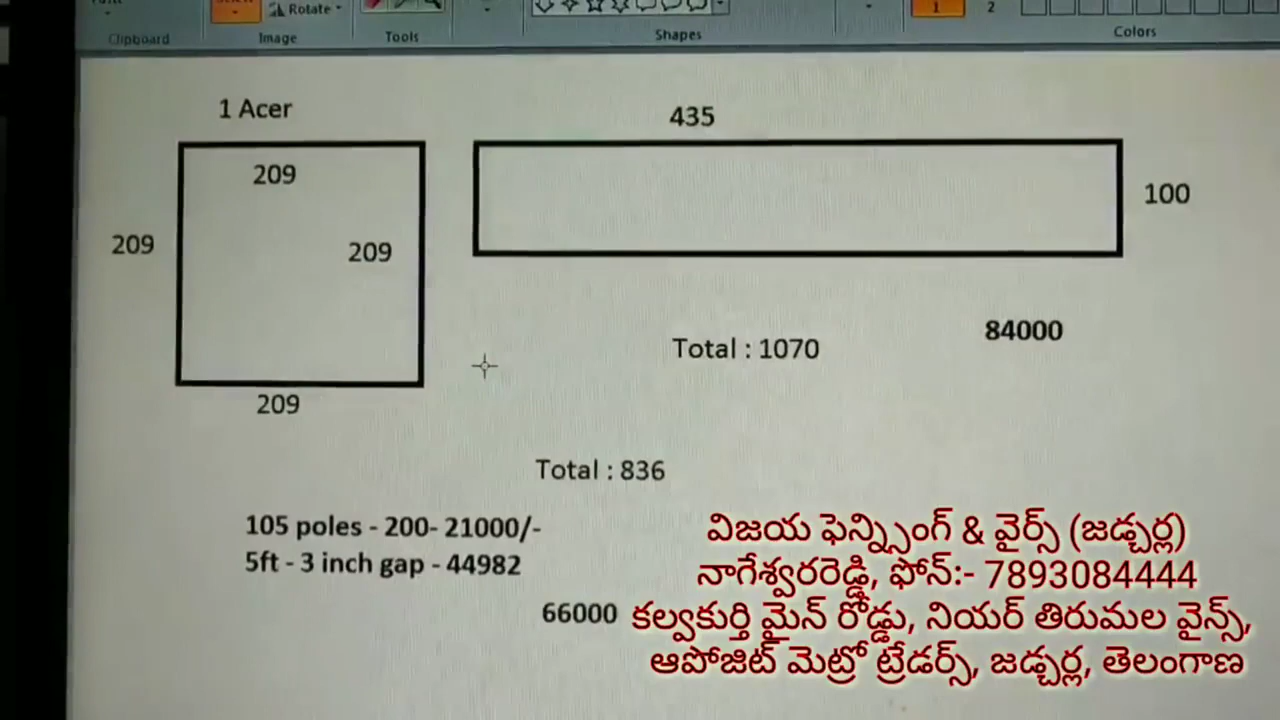 Rotate
Clipboard
Image
Tools
Shapes
1
2
Colors
1 Acer
435
209
100
209
209
84000
Total : 1070
209
Total : 836
105 poles - 200- 21000/-
5ft - 3 inch gap - 44982
66000
విజయ ఫెన్సింగ్ & వైర్స్ (జడ్చర్ల)
నాగేశ్వరరెడ్డి, ఫోన్:- 7893084444
కల్వకుర్తి మైన్ రోడ్డు, నియర్ తిరుమల వైన్స్,
ఆపోజిట్ మెట్రో ట్రేడర్స్, జడ్చర్ల, తెలంగాణ